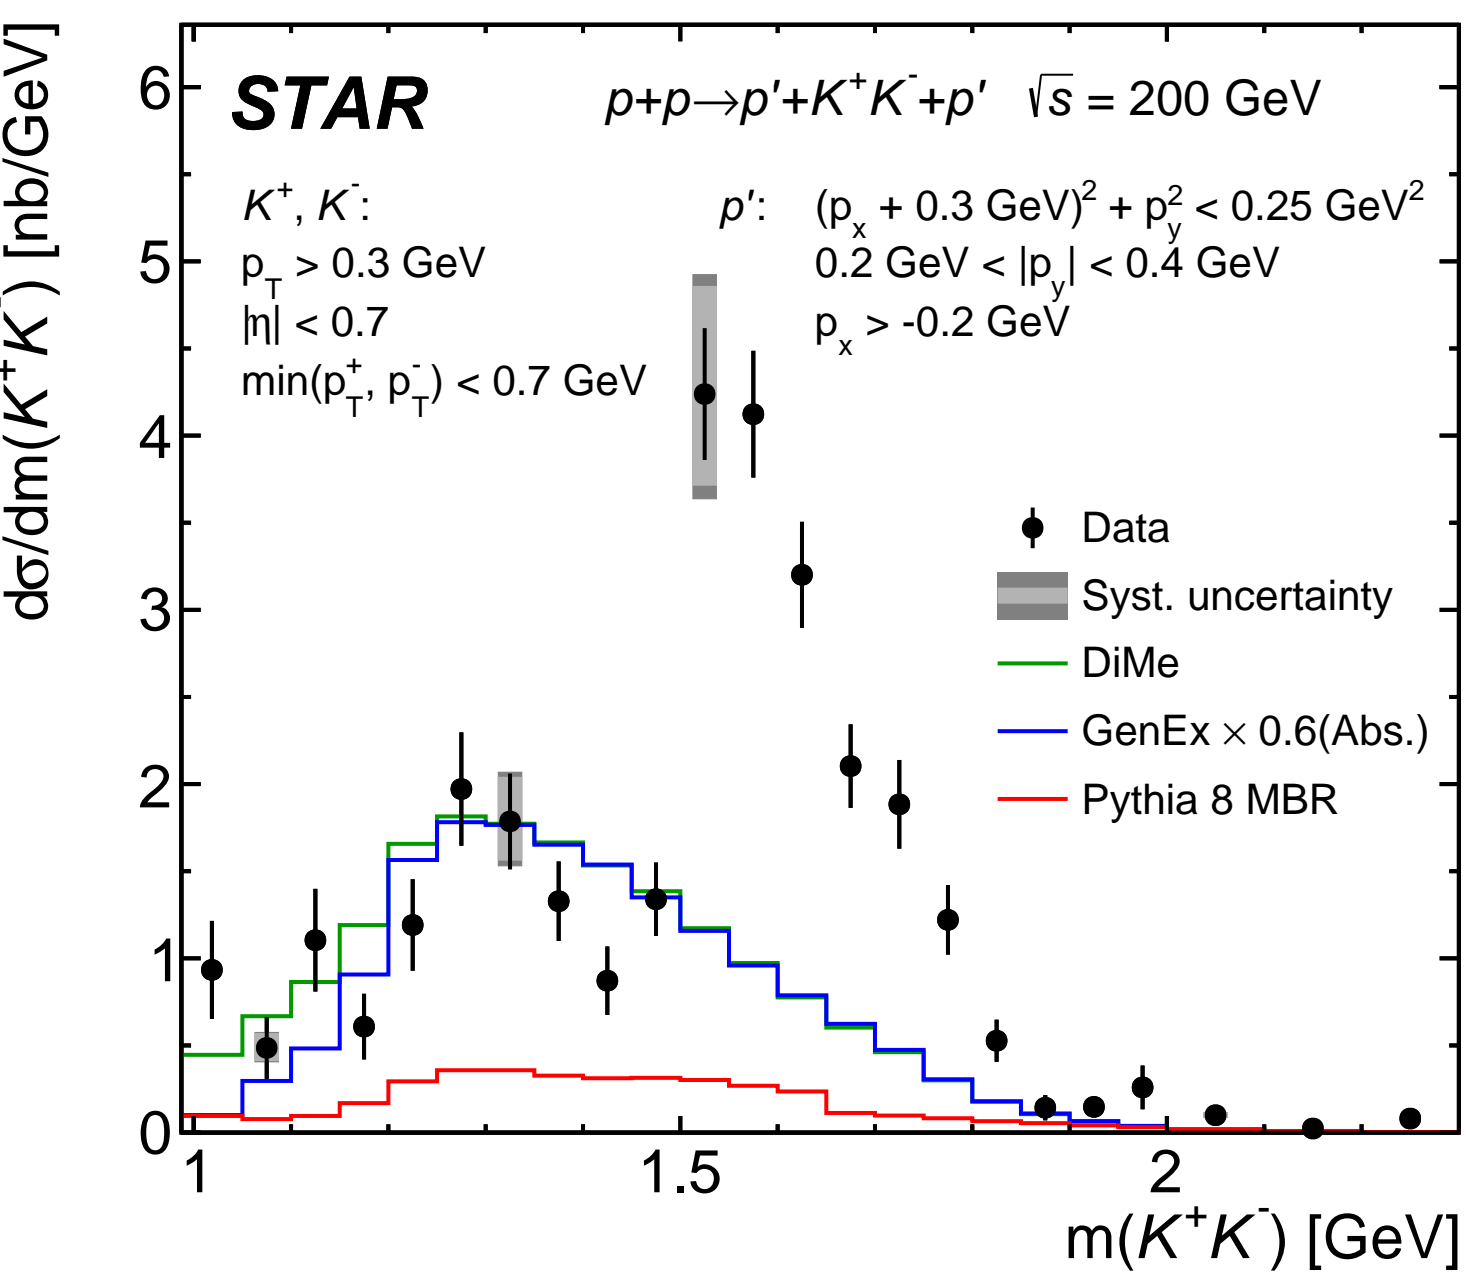 dσ/dm(K⁺K⁻) [nb/GeV]
6
5
4
3
2
1
0
STAR
p+p→p′+K⁺K⁻+p′ √s = 200 GeV
K⁺, K⁻:
p_T > 0.3 GeV
|η| < 0.7
min(p_T⁺, p_T⁻) < 0.7 GeV
p′: (p_x + 0.3 GeV)² + p_y² < 0.25 GeV²
0.2 GeV < |p_y| < 0.4 GeV
p_x > -0.2 GeV
Data
Syst. uncertainty
DiMe
GenEx × 0.6(Abs.)
Pythia 8 MBR
1 1.5 2
m(K⁺K⁻) [GeV]